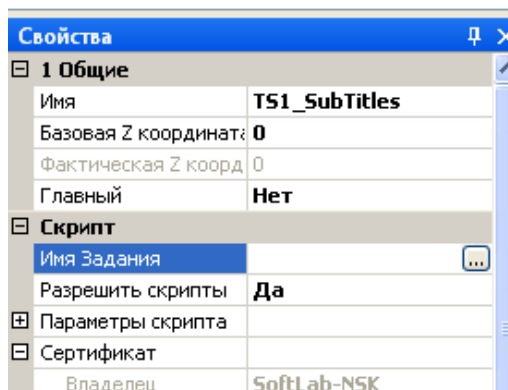 Свойства
1 Общие
Имя TS1_SubTitles
Базовая Z координата 0
Фактическая Z коорд 0
Главный Нет
Скрипт
Имя Задания ...
Разрешить скрипты Да
Параметры скрипта
Сертификат
Владелец SoftLab-NSK